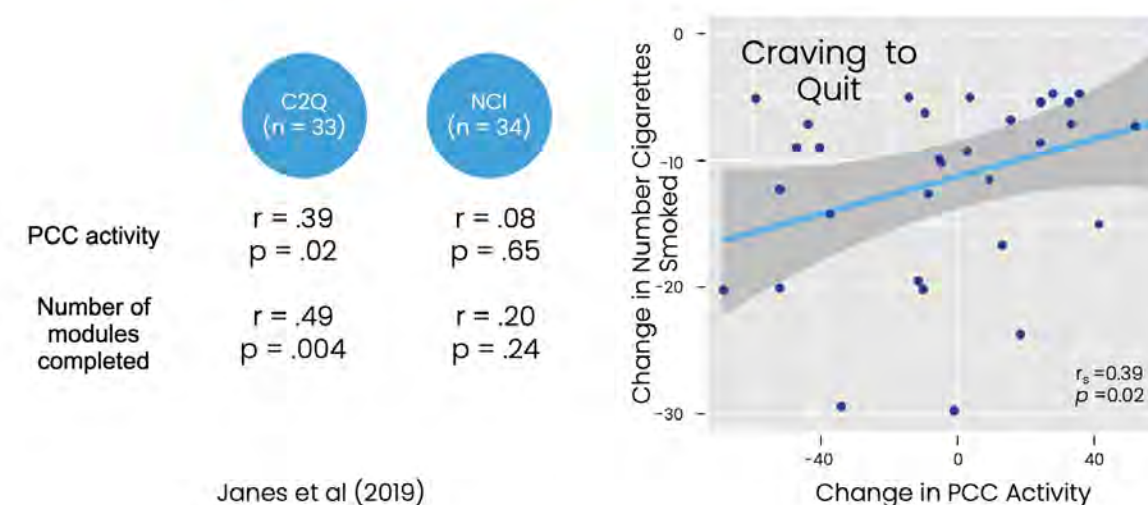 C2Q
(n = 33)
NCI
(n = 34)
PCC activity
r = .39
p = .02
r = .08
p = .65
Number of
modules
completed
r = .49
p = .004
r = .20
p = .24
Janes et al (2019)
Craving to
Quit
Change in Number Cigarettes
Smoked
0
-10
-20
-30
rₛ =0.39
p =0.02
-40
0
40
Change in PCC Activity